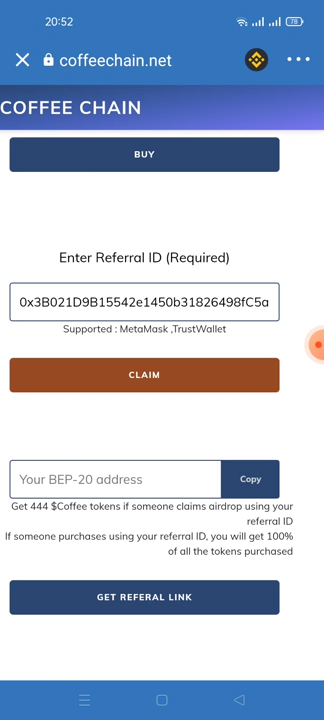 20:52
78
coffeechain.net
COFFEE CHAIN
BUY
Enter Referral ID (Required)
0x3B021D9B15542e1450b31826498fC5a
Supported : MetaMask ,TrustWallet
CLAIM
Your BEP-20 address
Copy
Get 444 $Coffee tokens if someone claims airdrop using your
referral ID
If someone purchases using your referral ID, you will get 100%
of all the tokens purchased
GET REFERAL LINK